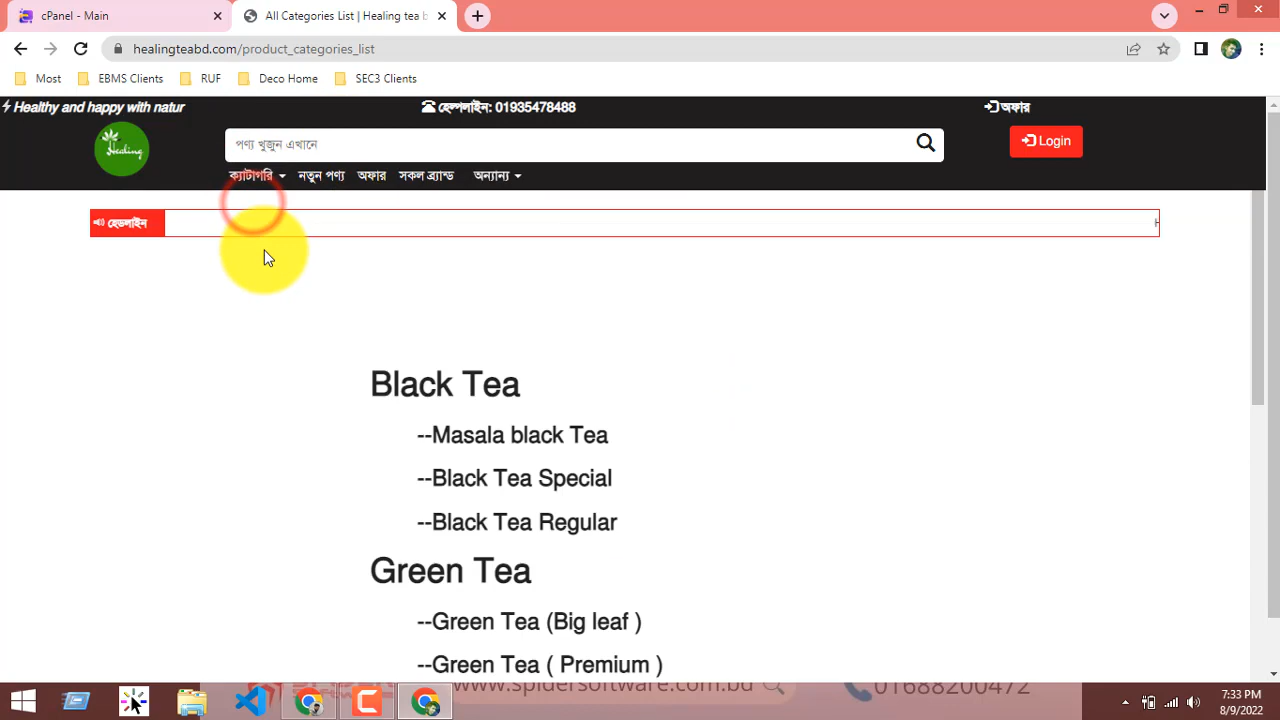 cPanel - Main
All Categories List | Healing tea b
healingteabd.com/product_categories_list
Most
EBMS Clients
RUF
Deco Home
SEC3 Clients
Healthy and happy with natur
হেল্পলাইন: 01935478488
অফার
Healing
পণ্য খুজুন এখানে
Login
ক্যাটাগরি
নতুন পণ্য
অফার
সকল ব্র্যান্ড
অন্যান্য
হেডলাইন
Black Tea
--Masala black Tea
--Black Tea Special
--Black Tea Regular
Green Tea
--Green Tea (Big leaf )
--Green Tea ( Premium )
www.spidersoftware.com.bd
01688200472
7:33 PM
8/9/2022